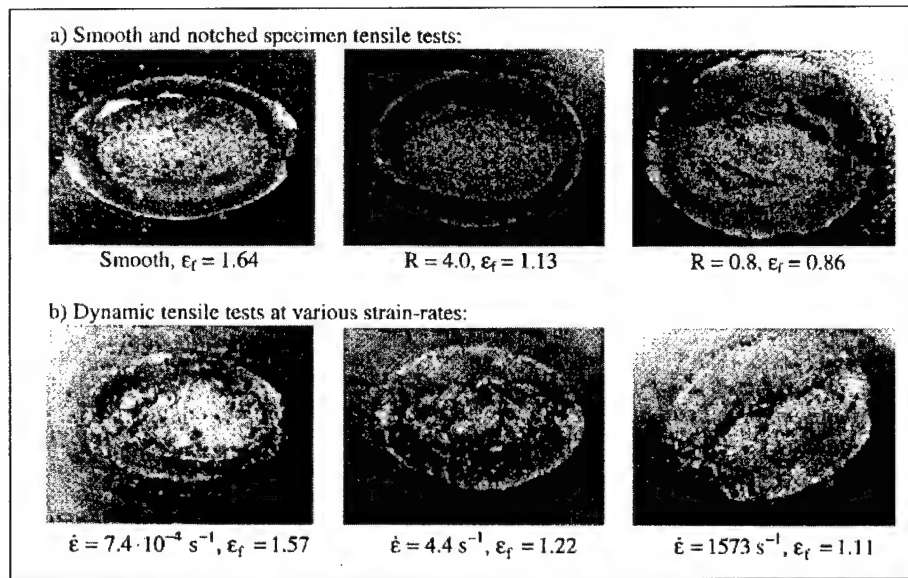 a) Smooth and notched specimen tensile tests:
Smooth, εf = 1.64
R = 4.0, εf = 1.13
R = 0.8, εf = 0.86
b) Dynamic tensile tests at various strain-rates:
ε̇ = 7.4·10⁻⁴ s⁻¹, εf = 1.57
ε̇ = 4.4 s⁻¹, εf = 1.22
ε̇ = 1573 s⁻¹, εf = 1.11